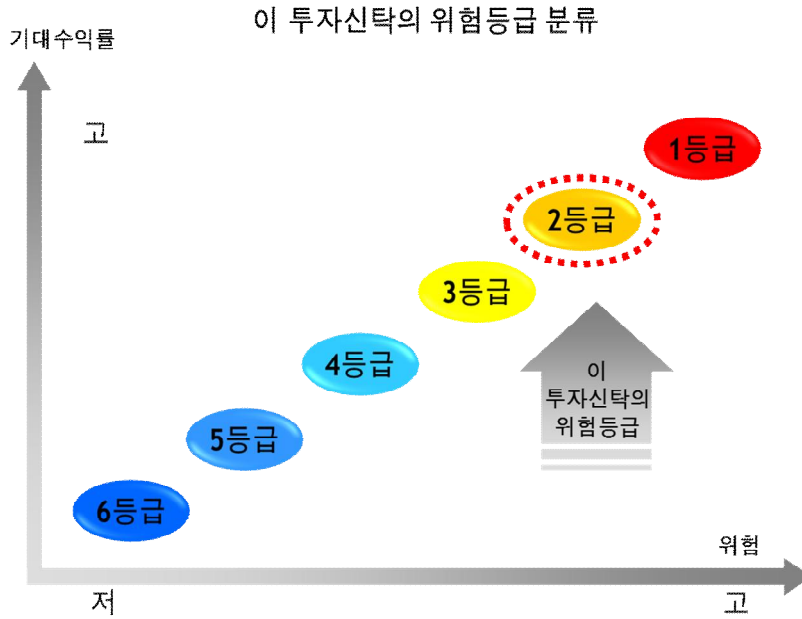 이 투자신탁의 위험등급 분류
기대수익률
고
1등급
2등급
3등급
4등급
5등급
6등급
이
투자신탁의
위험등급
위험
저
고